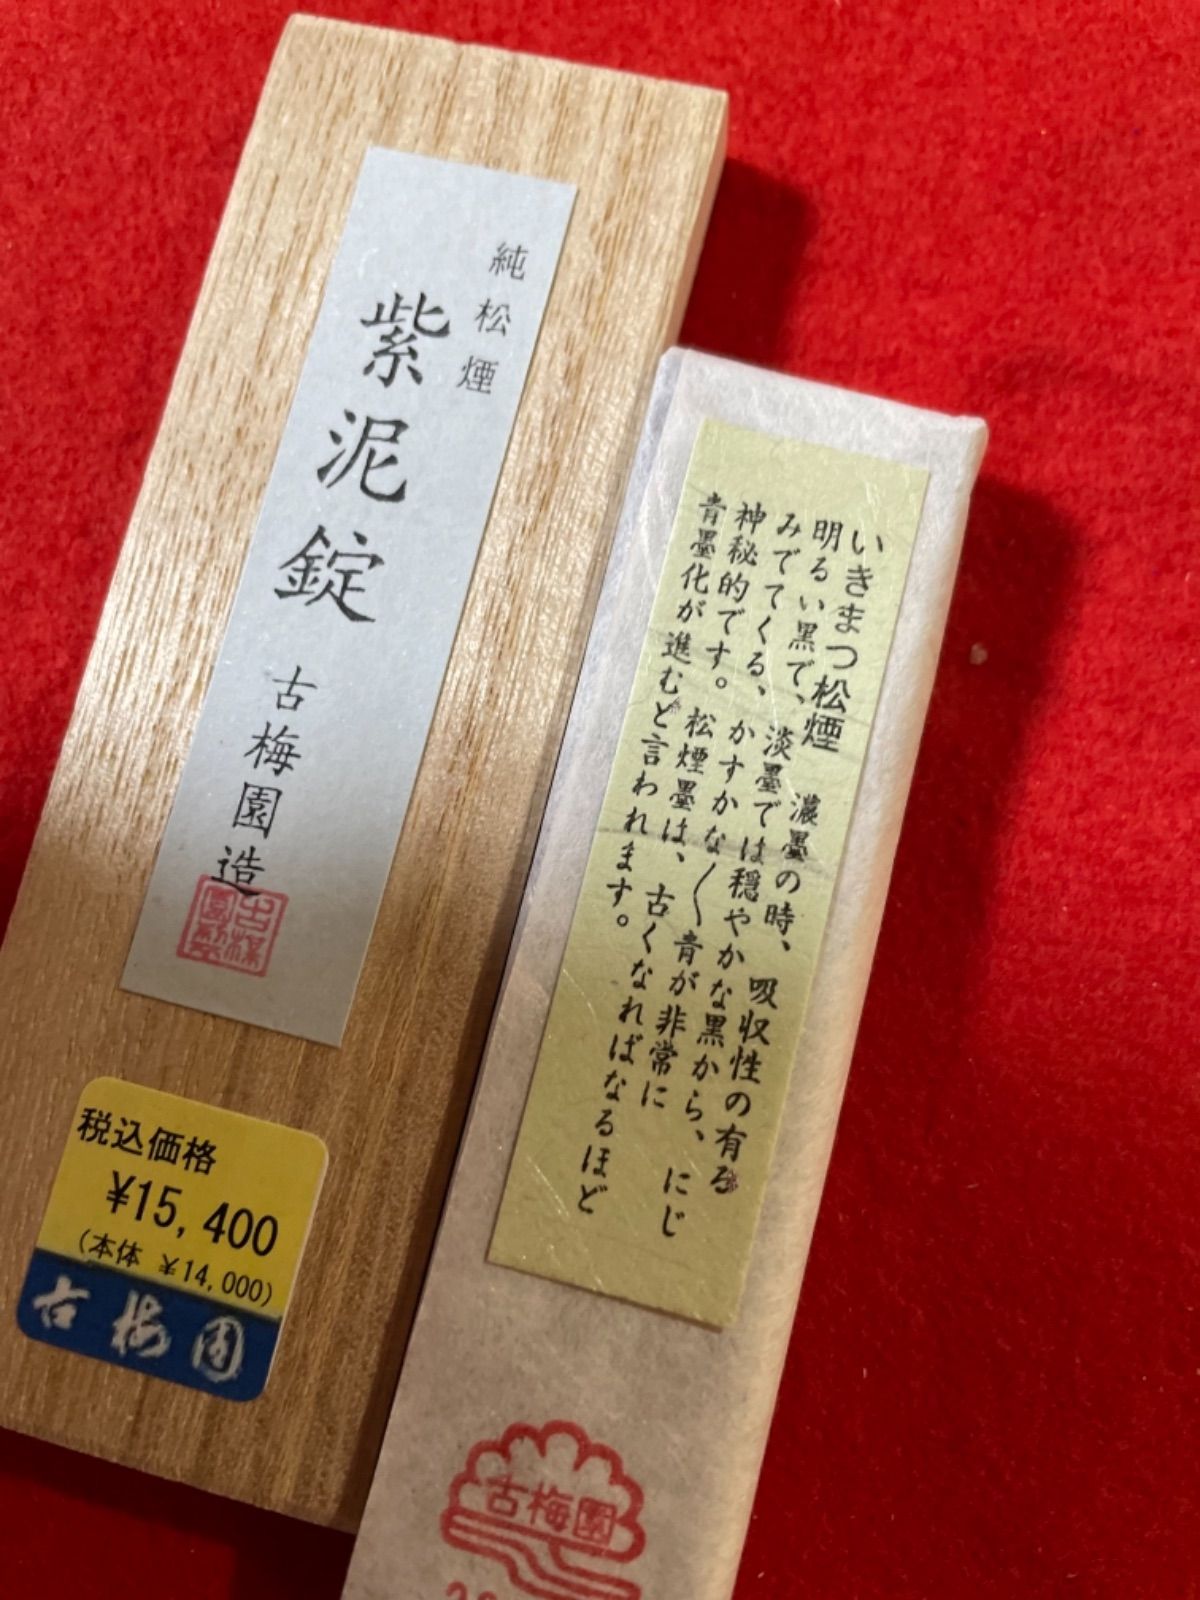 純松煙
紫泥錠
古梅園造
税込価格
¥15,400
(本体 ¥14,000)
古梅園
いきまつ松煙 濃墨の時、吸収性の有る
明るい黒で、淡墨では穏やかな黒から、にじ
みでてくる、かすかな〱青が非常に
神秘的です。松煙墨は、古くなればなるほど
青墨化が進むと言われます。
古梅園